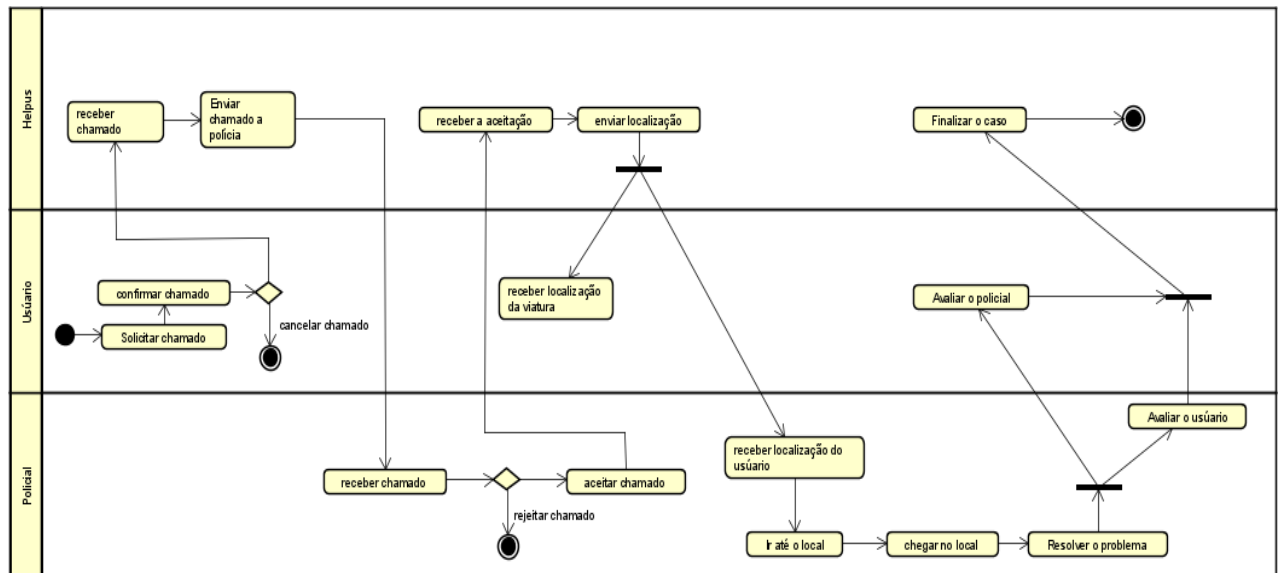 Helpus
receber
chamado
Enviar
chamado a
polícia
receber a aceitação
enviar localização
Finalizar o caso
Usúario
confirmar chamado
Solicitar chamado
cancelar chamado
receber localização
da viatura
Avaliar o policial
Policial
receber chamado
rejeitar chamado
aceitar chamado
receber localização do
usúario
Ir até o local
chegar no local
Resolver o problema
Avaliar o usúario